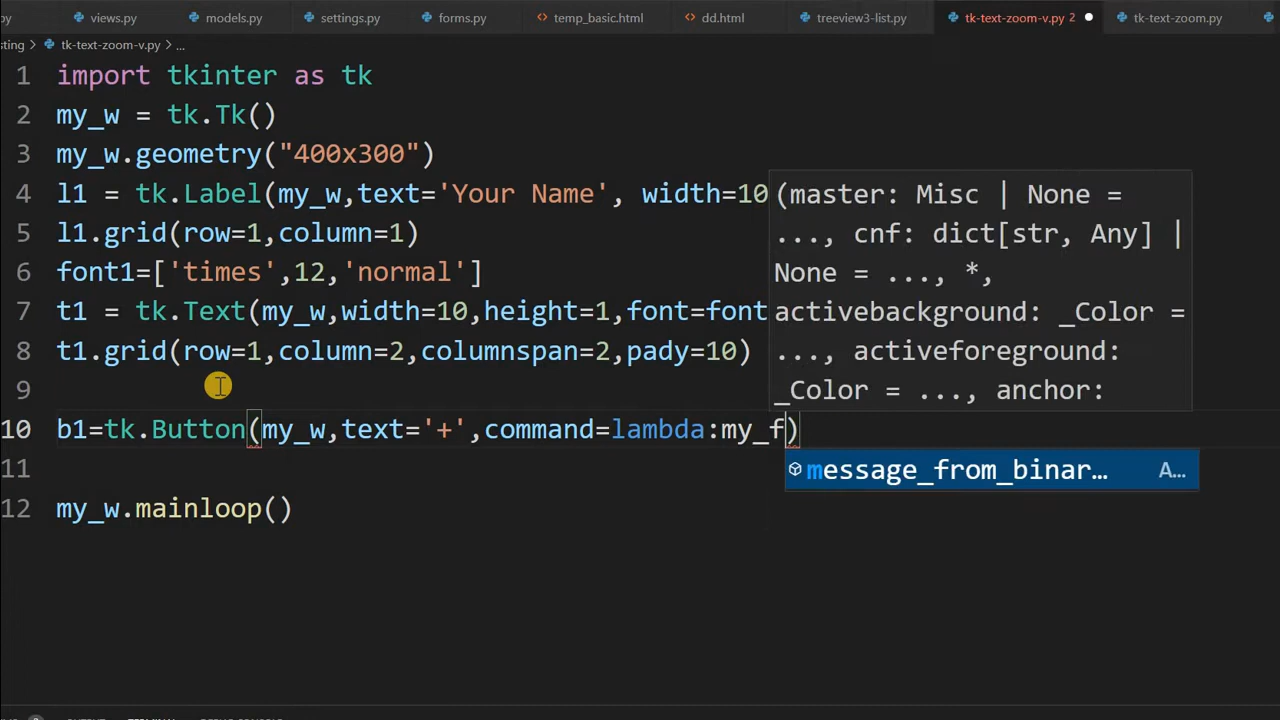 py views.py models.py settings.py forms.py temp_basic.html dd.html treeview3-list.py tk-text-zoom-v.py 2 tk-text-zoom.py
sting > tk-text-zoom-v.py > ...
1 import tkinter as tk
2 my_w = tk.Tk()
3 my_w.geometry("400x300")
4 l1 = tk.Label(my_w,text='Your Name', width=10
5 l1.grid(row=1,column=1)
6 font1=['times',12,'normal']
7 t1 = tk.Text(my_w,width=10,height=1,font=font
8 t1.grid(row=1,column=2,columnspan=2,pady=10)
9
10 b1=tk.Button(my_w,text='+',command=lambda:my_f)
11
12 my_w.mainloop()
(master: Misc | None =
..., cnf: dict[str, Any] |
None = ..., *,
activebackground: _Color =
..., activeforeground:
_Color = ..., anchor:
message_from_binar... A...